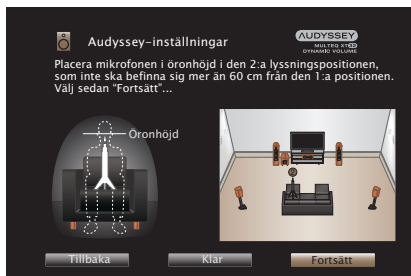 Audyssey-inställningar
AUDYSSEY
MULTEQ XT32
DYNAMIC VOLUME
Placera mikrofonen i öronhöjd i den 2:a lyssningspositionen,
som inte ska befinna sig mer än 60 cm från den 1:a positionen.
Välj sedan “Fortsätt”...
Öronhöjd
2
Tillbaka
Klar
Fortsätt